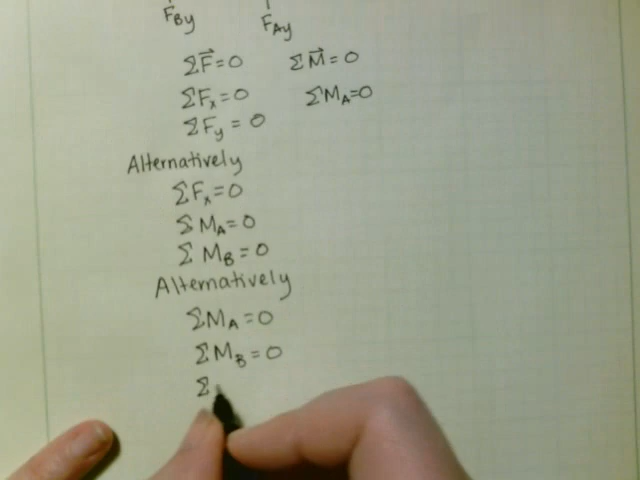 F_By F_Ay
ΣF⃗=0 ΣM⃗=0
ΣF_x=0 ΣM_A=0
ΣF_y=0
Alternatively
ΣF_x=0
ΣM_A=0
ΣM_B=0
Alternatively
ΣM_A=0
ΣM_B=0
Σ